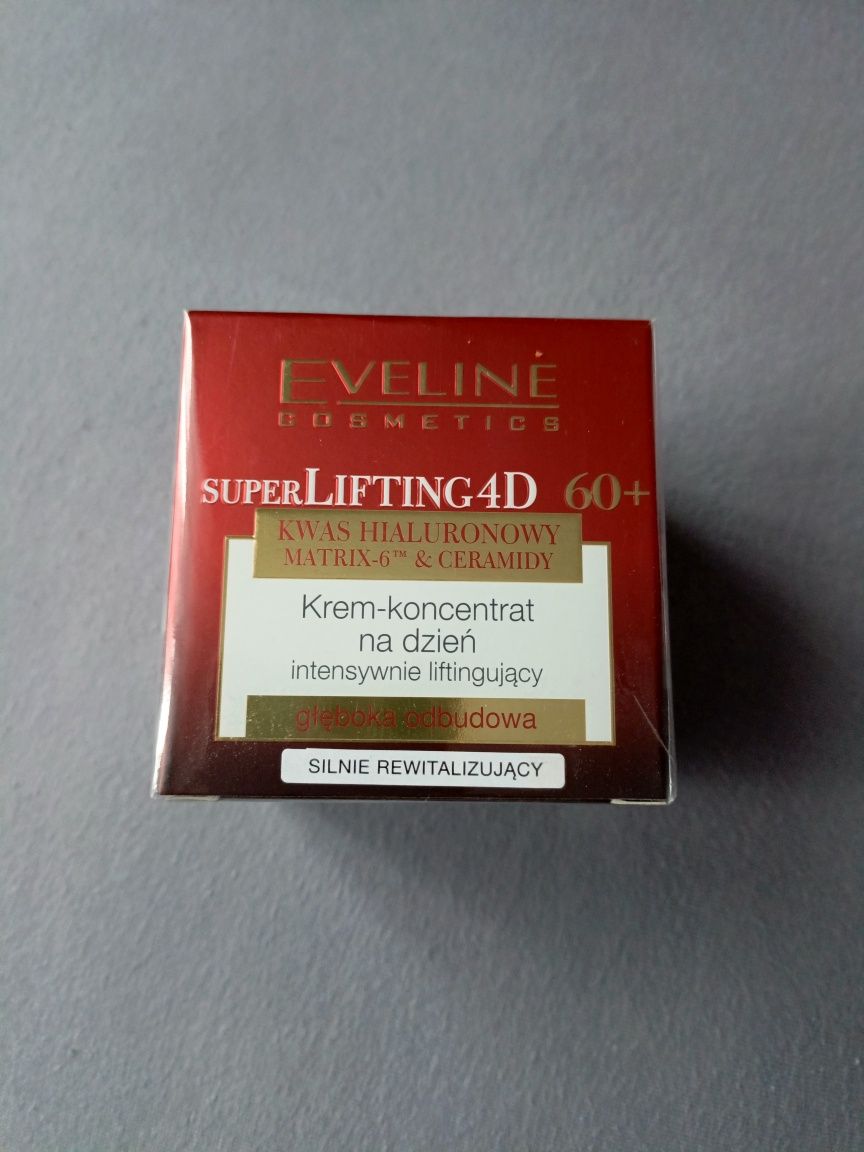 EVELINE
COSMETICS
SUPERLIFTING4D 60+
KWAS HIALURONOWY
MATRIX-6™ & CERAMIDY
Krem-koncentrat
na dzień
intensywnie liftingujący
głęboka odbudowa
SILNIE REWITALIZUJĄCY